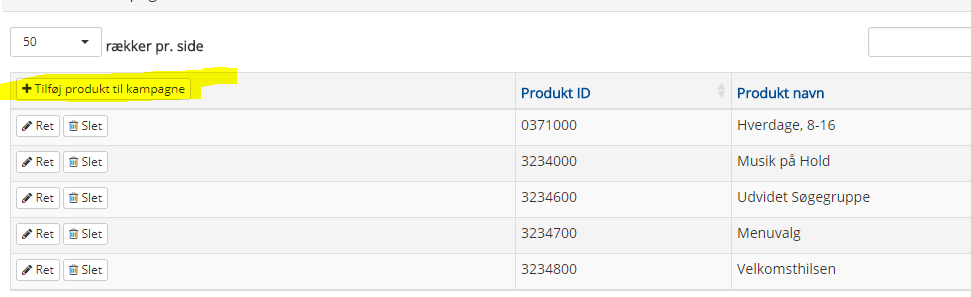 50 rækker pr. side
Tilføj produkt til kampagne Produkt ID Produkt navn
Ret Slet 0371000 Hverdage, 8-16
Ret Slet 3234000 Musik på Hold
Ret Slet 3234600 Udvidet Søgegruppe
Ret Slet 3234700 Menuvalg
Ret Slet 3234800 Velkomsthilsen